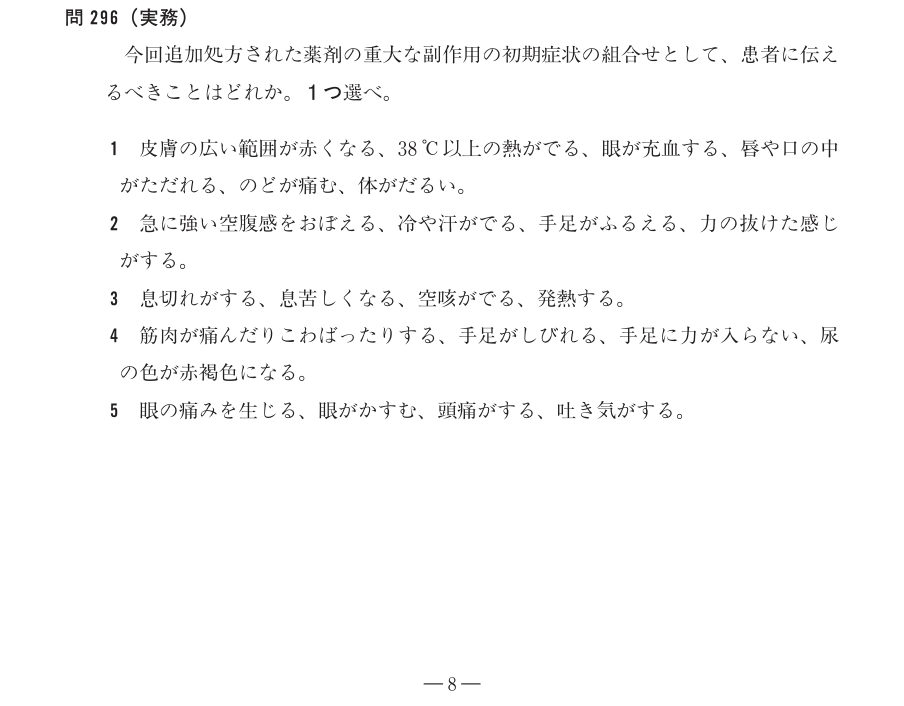 問 296（実務）
今回追加処方された薬剤の重大な副作用の初期症状の組合せとして、患者に伝え
るべきことはどれか。１つ選べ。
1 皮膚の広い範囲が赤くなる、38 ℃以上の熱がでる、眼が充血する、唇や口の中
がただれる、のどが痛む、体がだるい。
2 急に強い空腹感をおぼえる、冷や汗がでる、手足がふるえる、力の抜けた感じ
がする。
3 息切れがする、息苦しくなる、空咳がでる、発熱する。
4 筋肉が痛んだりこわばったりする、手足がしびれる、手足に力が入らない、尿
の色が赤褐色になる。
5 眼の痛みを生じる、眼がかすむ、頭痛がする、吐き気がする。
― 8 ―